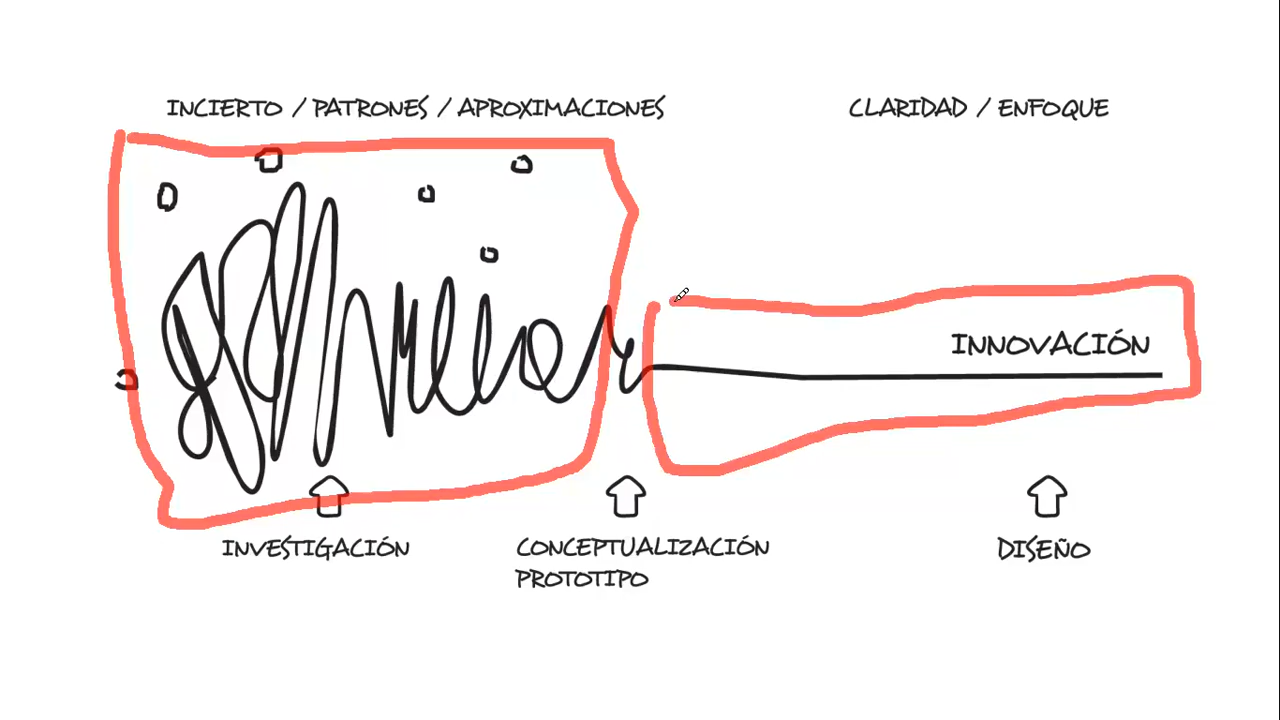 INCIERTO / PATRONES / APROXIMACIONES
CLARIDAD / ENFOQUE
INNOVACIÓN
INVESTIGACIÓN
CONCEPTUALIZACIÓN
PROTOTIPO
DISEÑO